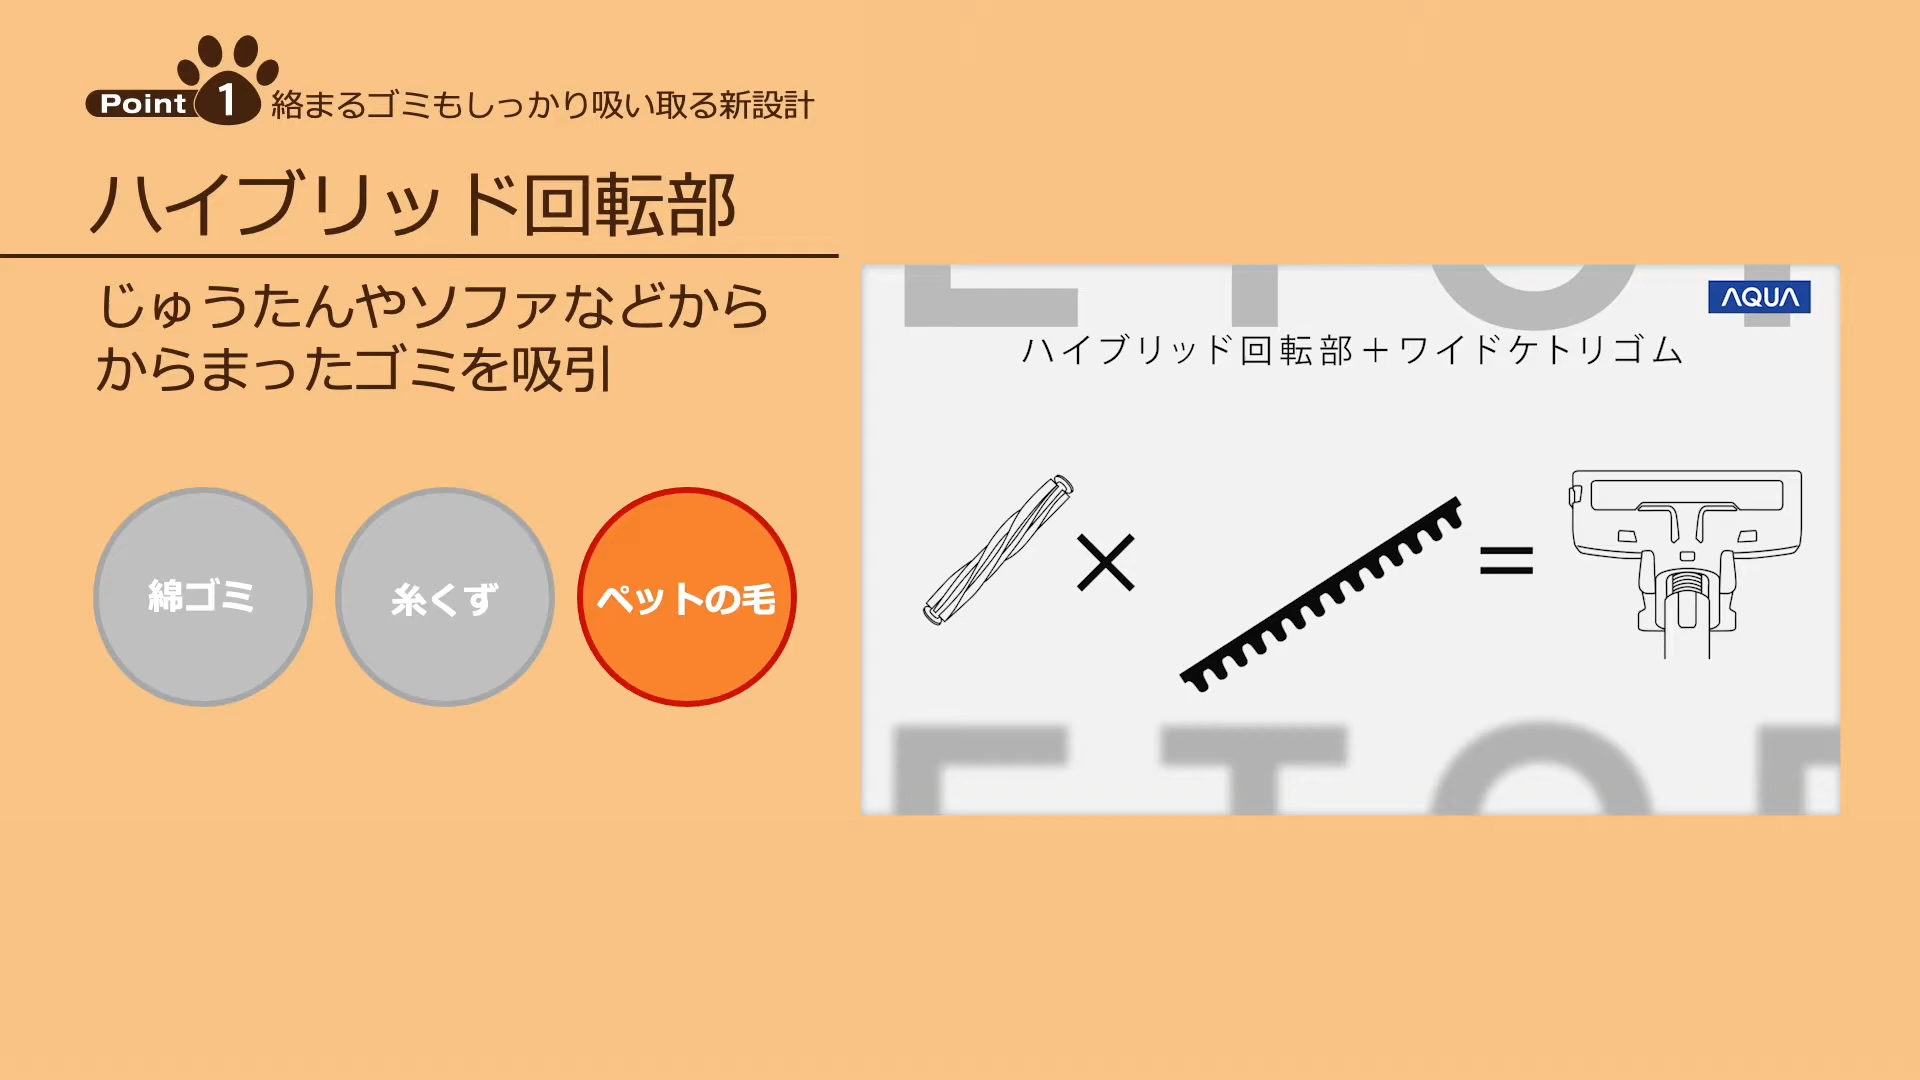 Point 1 絡まるゴミもしっかり吸い取る新設計
ハイブリッド回転部
じゅうたんやソファなどから
からまったゴミを吸引
綿ゴミ
糸くず
ペットの毛
AQUA
ハイブリッド回転部＋ワイドケトリゴム
× =